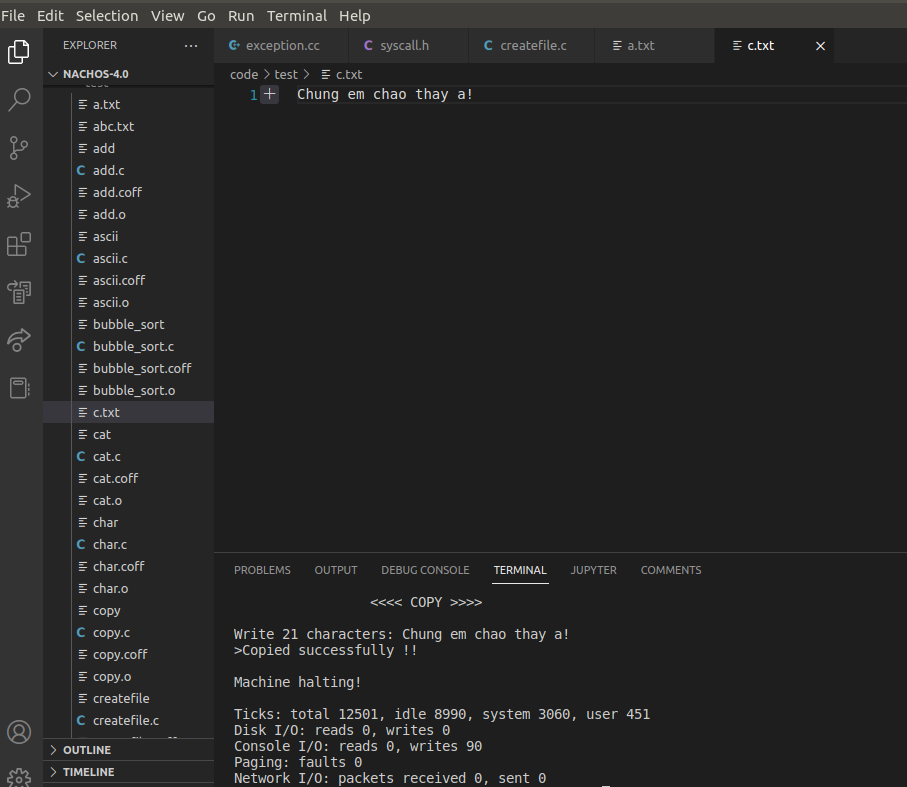 File Edit Selection View Go Run Terminal Help
EXPLORER ...
exception.cc syscall.h createfile.c a.txt c.txt
NACHOS-4.0
code > test > c.txt
1 + Chung em chao thay a!
test
a.txt
abc.txt
add
C add.c
add.coff
add.o
ascii
C ascii.c
ascii.coff
ascii.o
bubble_sort
C bubble_sort.c
bubble_sort.coff
bubble_sort.o
c.txt
cat
C cat.c
cat.coff
cat.o
char
C char.c
char.coff
char.o
copy
C copy.c
copy.coff
copy.o
createfile
C createfile.c
OUTLINE
TIMELINE
PROBLEMS OUTPUT DEBUG CONSOLE TERMINAL JUPYTER COMMENTS
<<<< COPY >>>>
Write 21 characters: Chung em chao thay a!
>Copied successfully !!
Machine halting!
Ticks: total 12501, idle 8990, system 3060, user 451
Disk I/O: reads 0, writes 0
Console I/O: reads 0, writes 90
Paging: faults 0
Network I/O: packets received 0, sent 0